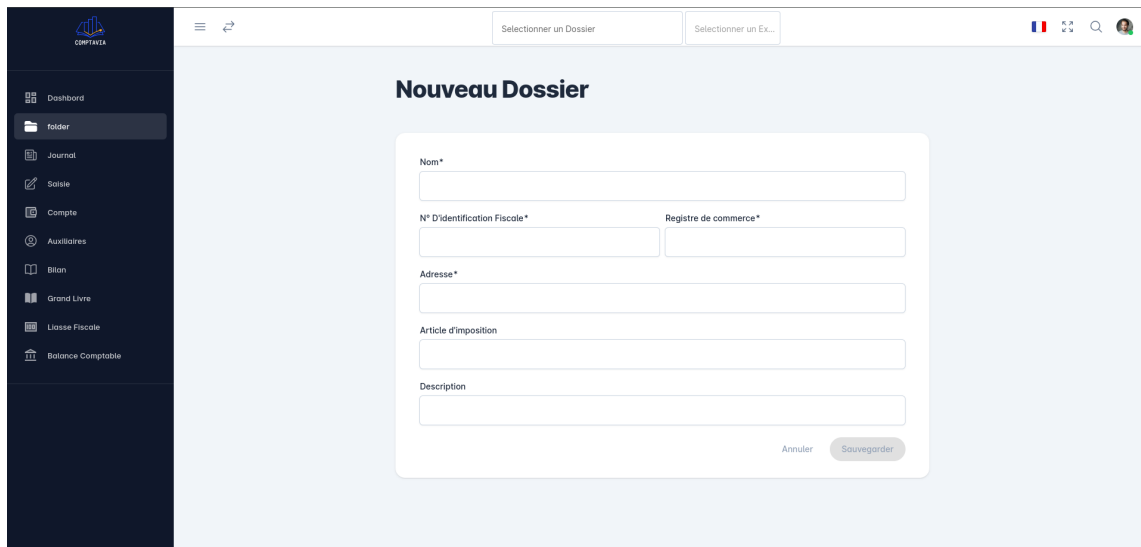 COMPTAVIA
Selectionner un Dossier
Selectionner un Ex...
Dashbord
folder
Journal
Saisie
Compte
Auxiliaires
Bilan
Grand Livre
Liasse Fiscale
Balance Comptable
Nouveau Dossier
Nom*
N° D'identification Fiscale*
Registre de commerce*
Adresse*
Article d'imposition
Description
Annuler
Sauvegarder